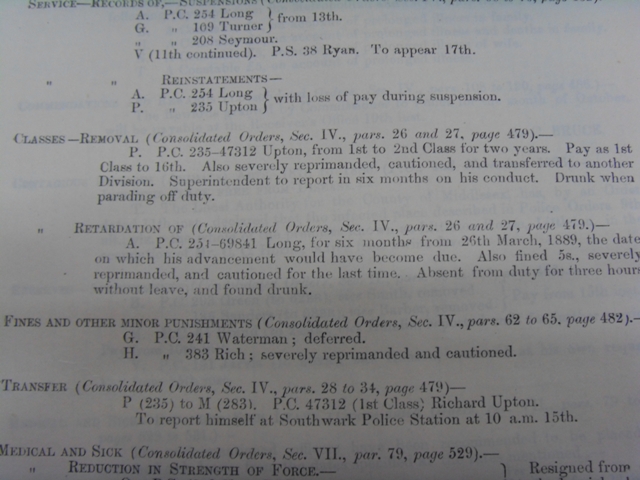 SERVICE—RECORDS OF,—SUSPENSIONS
A. P.C. 254 Long } from 13th.
G. „ 109 Turner }
„ „ 208 Seymour.
V (11th continued). P.S. 38 Ryan. To appear 17th.
„ „ REINSTATEMENTS—
A. P.C. 254 Long } with loss of pay during suspension.
P. „ 235 Upton }
CLASSES—REMOVAL (Consolidated Orders, Sec. IV., pars. 26 and 27, page 479).—
P. P.C. 235-47312 Upton, from 1st to 2nd Class for two years. Pay as 1st
Class to 16th. Also severely reprimanded, cautioned, and transferred to another
Division. Superintendent to report in six months on his conduct. Drunk when
parading off duty.
„ RETARDATION OF (Consolidated Orders, Sec. IV., pars. 26 and 27, page 479.)—
A. P.C. 254-69841 Long, for six months from 26th March, 1889, the date
on which his advancement would have become due. Also fined 5s., severely
reprimanded, and cautioned for the last time. Absent from duty for three hour
without leave, and found drunk.
FINES AND OTHER MINOR PUNISHMENTS (Consolidated Orders, Sec. IV., pars. 62 to 65. page 482).—
G. P.C. 241 Waterman; deferred.
H. „ 383 Rich; severely reprimanded and cautioned.
TRANSFER (Consolidated Orders, Sec. IV., pars. 28 to 34, page 479)—
P (235) to M (283). P.C. 47312 (1st Class) Richard Upton.
To report himself at Southwark Police Station at 10 a.m. 15th.
MEDICAL AND SICK (Consolidated Orders, Sec. VII., par. 79, page 529).—
„ REDUCTION IN STRENGTH OF FORCE.— } Resigned from